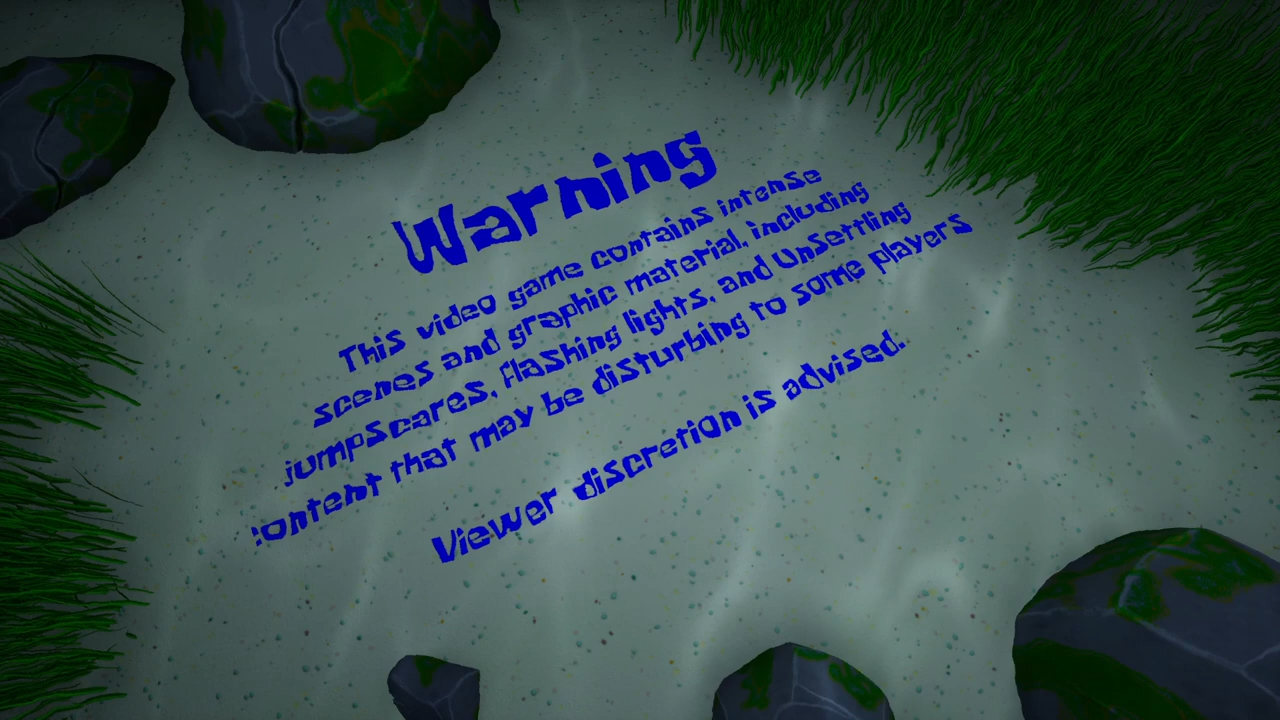 Warning
This video game contains intense
scenes and graphic material, including
jumpscares, flashing lights, and Unsettling
content that may be disturbing to some players
Viewer discretion is advised.